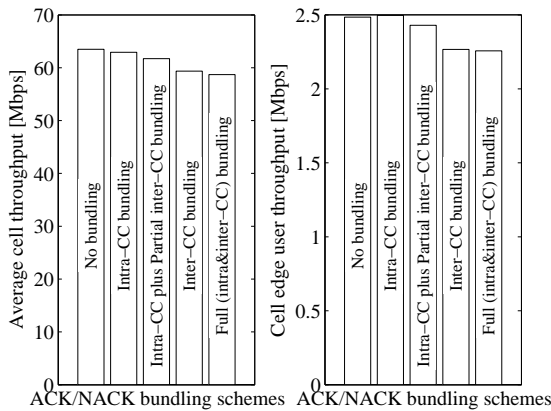 Average cell throughput [Mbps]
70
60
50
40
30
20
10
0
No bundling
Intra−CC bundling
Intra−CC plus Partial inter−CC bundling
Inter−CC bundling
Full (intra&inter−CC) bundling
ACK/NACK bundling schemes
Cell edge user throughput [Mbps]
2.5
2
1.5
1
0.5
0
No bundling
Intra−CC bundling
Intra−CC plus Partial inter−CC bundling
Inter−CC bundling
Full (intra&inter−CC) bundling
ACK/NACK bundling schemes